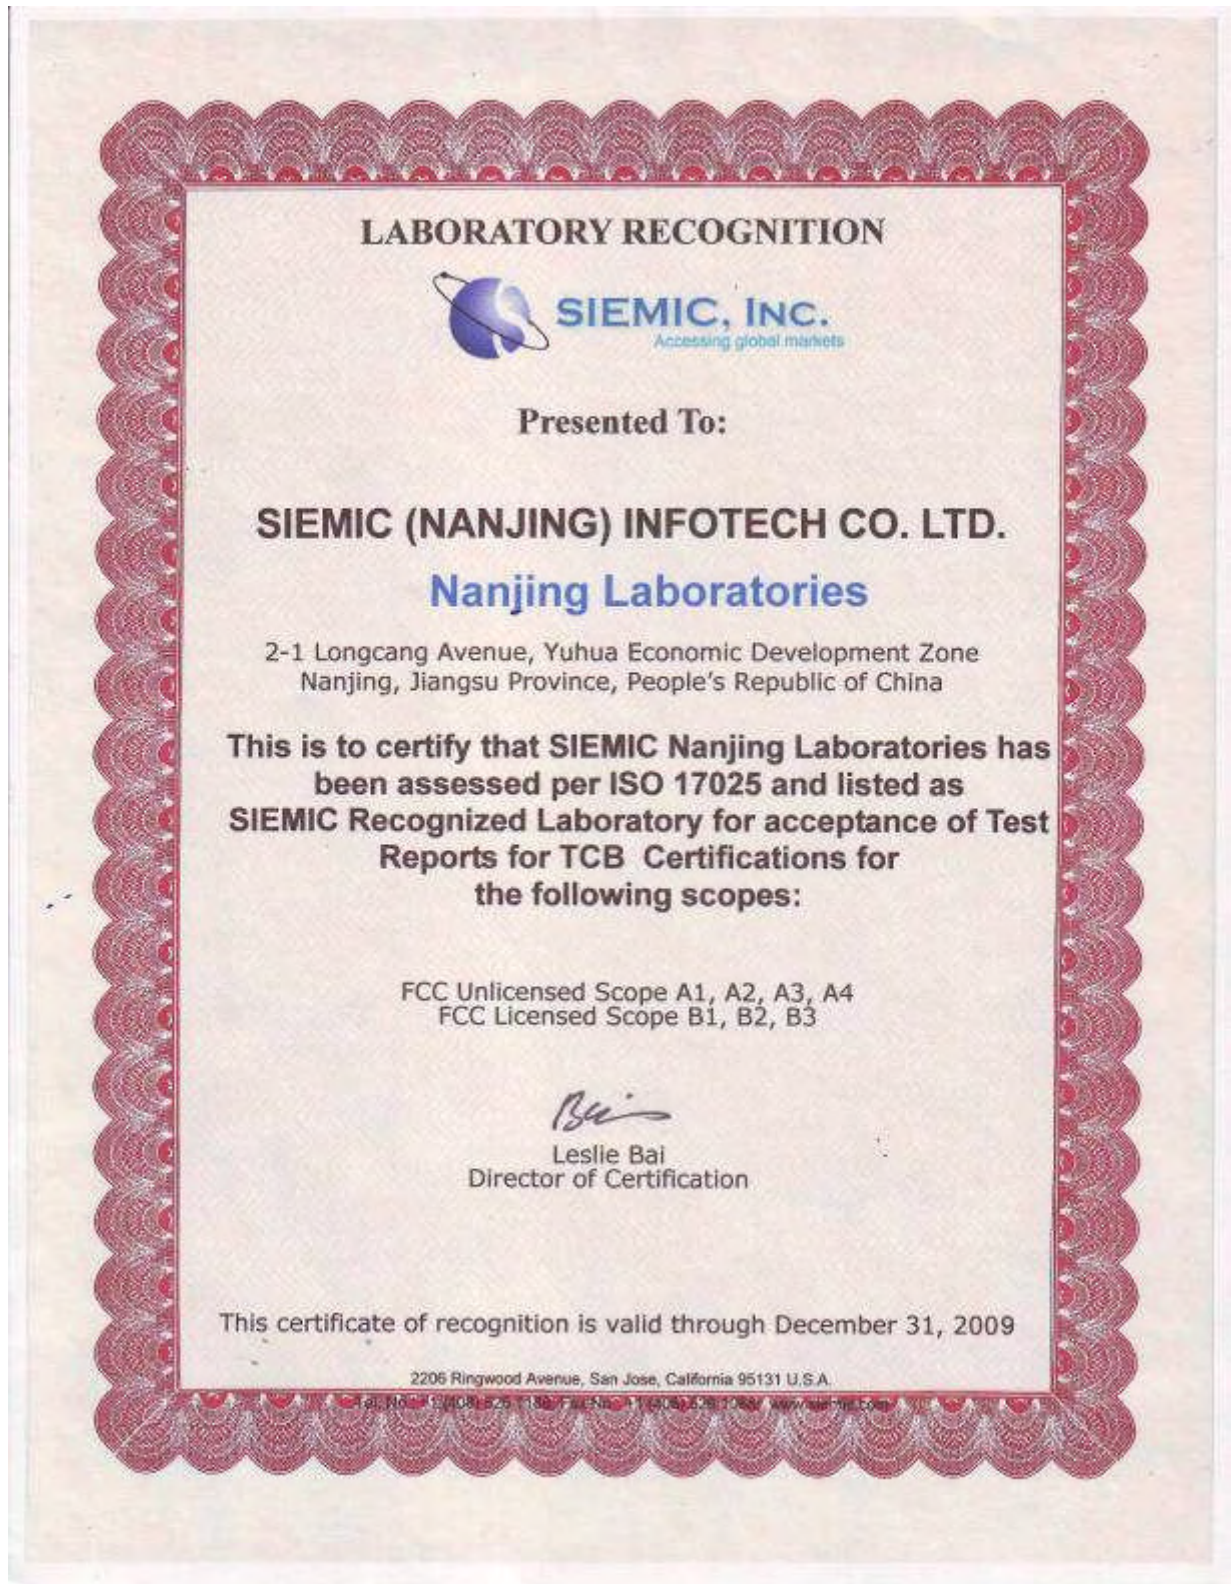 LABORATORY RECOGNITION
SIEMIC, INC.
Accessing global markets
Presented To:
SIEMIC (NANJING) INFOTECH CO. LTD.
Nanjing Laboratories
2-1 Longcang Avenue, Yuhua Economic Development Zone
Nanjing, Jiangsu Province, People's Republic of China
This is to certify that SIEMIC Nanjing Laboratories has
been assessed per ISO 17025 and listed as
SIEMIC Recognized Laboratory for acceptance of Test
Reports for TCB Certifications for
the following scopes:
FCC Unlicensed Scope A1, A2, A3, A4
FCC Licensed Scope B1, B2, B3
Leslie Bai
Director of Certification
This certificate of recognition is valid through December 31, 2009
2206 Ringwood Avenue, San Jose, California 95131 U.S.A.